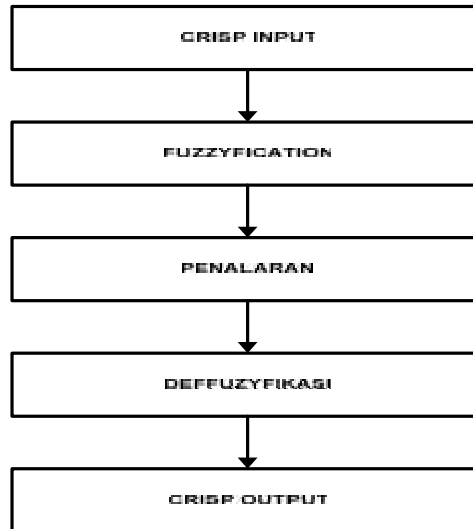 CRISP INPUT
FUZZYFICATION
PENALARAN
DEFFUZYFIKASI
CRISP OUTPUT